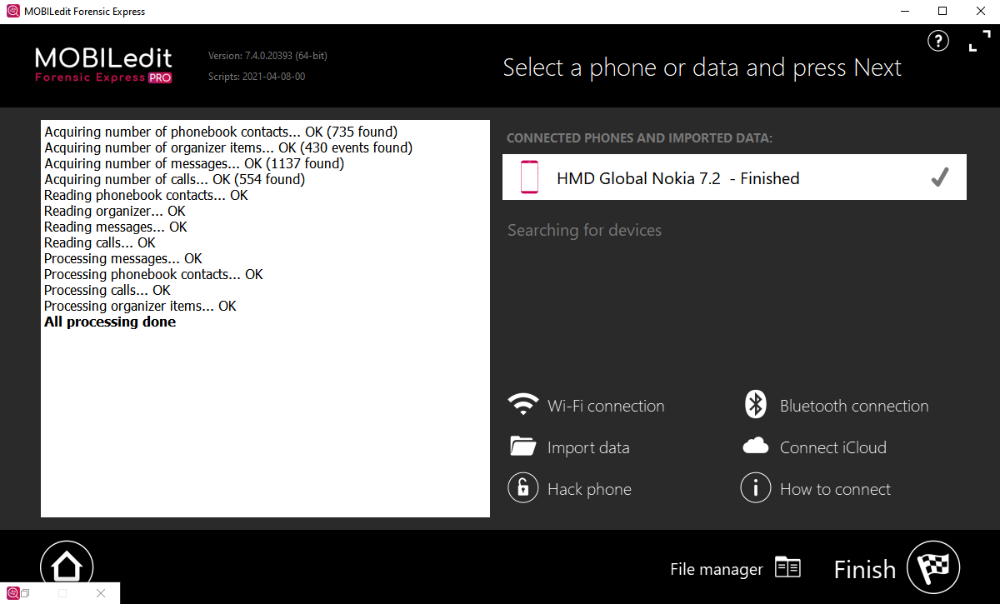 MOBILedit Forensic Express
MOBILedit
Forensic Express PRO
Version: 7.4.0.20393 (64-bit)
Scripts: 2021-04-08-00
Select a phone or data and press Next
?
Acquiring number of phonebook contacts... OK (735 found)
Acquiring number of organizer items... OK (430 events found)
Acquiring number of messages... OK (1137 found)
Acquiring number of calls... OK (554 found)
Reading phonebook contacts... OK
Reading organizer... OK
Reading messages... OK
Reading calls... OK
Processing messages... OK
Processing phonebook contacts... OK
Processing calls... OK
Processing organizer items... OK
All processing done
CONNECTED PHONES AND IMPORTED DATA:
HMD Global Nokia 7.2 - Finished
Searching for devices
Wi-Fi connection
Bluetooth connection
Import data
Connect iCloud
Hack phone
How to connect
File manager
Finish